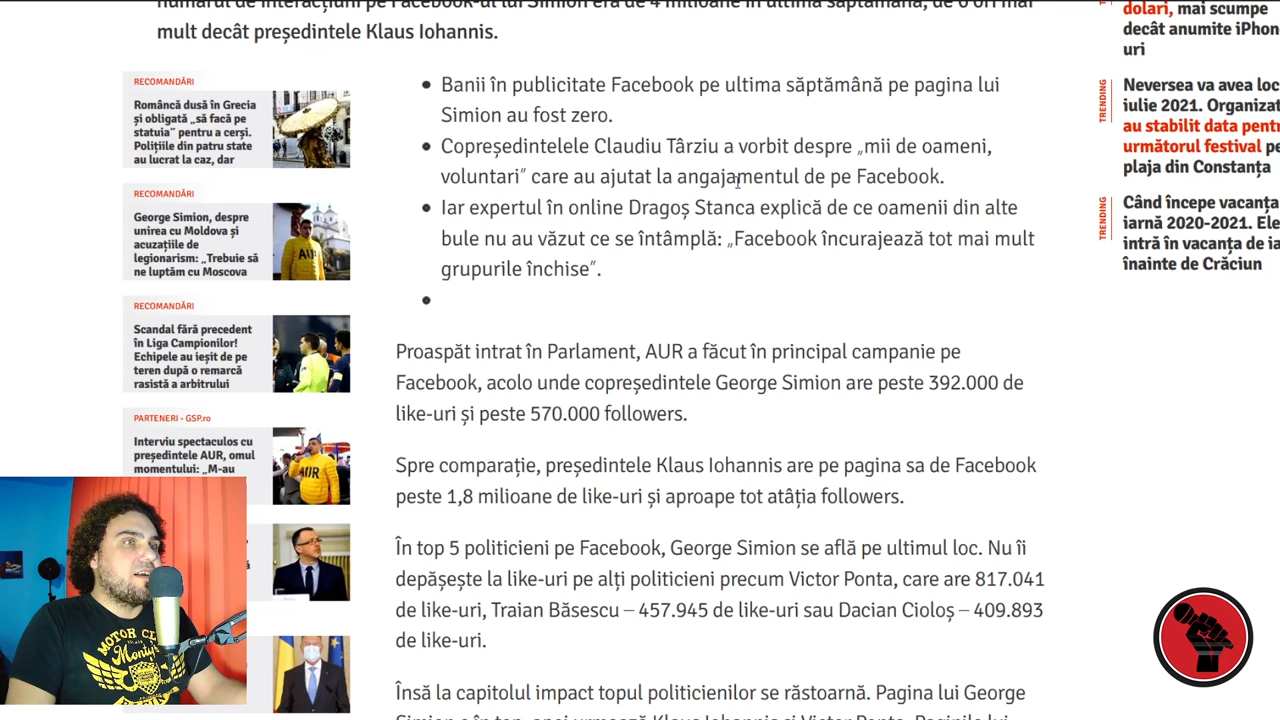 numărul de interacțiuni pe Facebook-ul lui Simion era de 4 milioane în ultima săptămână, de 6 ori mai
mult decât președintele Klaus Iohannis.
RECOMANDĂRI
Româncă dusă în Grecia
și obligată „să facă pe
statuia” pentru a cerși.
Polițiile din patru state
au lucrat la caz, dar
RECOMANDĂRI
George Simion, despre
unirea cu Moldova și
acuzațiile de
legionarism: „Trebuie să
ne luptăm cu Moscova
RECOMANDĂRI
Scandal fără precedent
în Liga Campionilor!
Echipele au ieșit de pe
teren după o remarcă
rasistă a arbitrului
PARTENERI - GSP.ro
Interviu spectaculos cu
președintele AUR, omul
momentului: „M-au
Banii în publicitate Facebook pe ultima săptămână pe pagina lui
Simion au fost zero.
Copreședintelele Claudiu Târziu a vorbit despre „mii de oameni,
voluntari” care au ajutat la angajamentul de pe Facebook.
Iar expertul în online Dragoș Stanca explică de ce oamenii din alte
bule nu au văzut ce se întâmplă: „Facebook încurajează tot mai mult
grupurile închise”.
Proaspăt intrat în Parlament, AUR a făcut în principal campanie pe
Facebook, acolo unde copreședintele George Simion are peste 392.000 de
like-uri și peste 570.000 followers.
Spre comparație, președintele Klaus Iohannis are pe pagina sa de Facebook
peste 1,8 milioane de like-uri și aproape tot atâția followers.
În top 5 politicieni pe Facebook, George Simion se află pe ultimul loc. Nu îi
depășește la like-uri pe alți politicieni precum Victor Ponta, care are 817.041
de like-uri, Traian Băsescu – 457.945 de like-uri sau Dacian Cioloș – 409.893
de like-uri.
Însă la capitolul impact topul politicienilor se răstoarnă. Pagina lui George
dolari, mai scumpe
decât anumite iPhon
uri
TRENDING
Neversea va avea loc
iulie 2021. Organizat
au stabilit data pentr
următorul festival pe
plaja din Constanța
TRENDING
Când începe vacanța
iarnă 2020-2021. Ele
intră în vacanța de ia
înainte de Crăciun
AUR
AUR
MOTOR CL
Monty